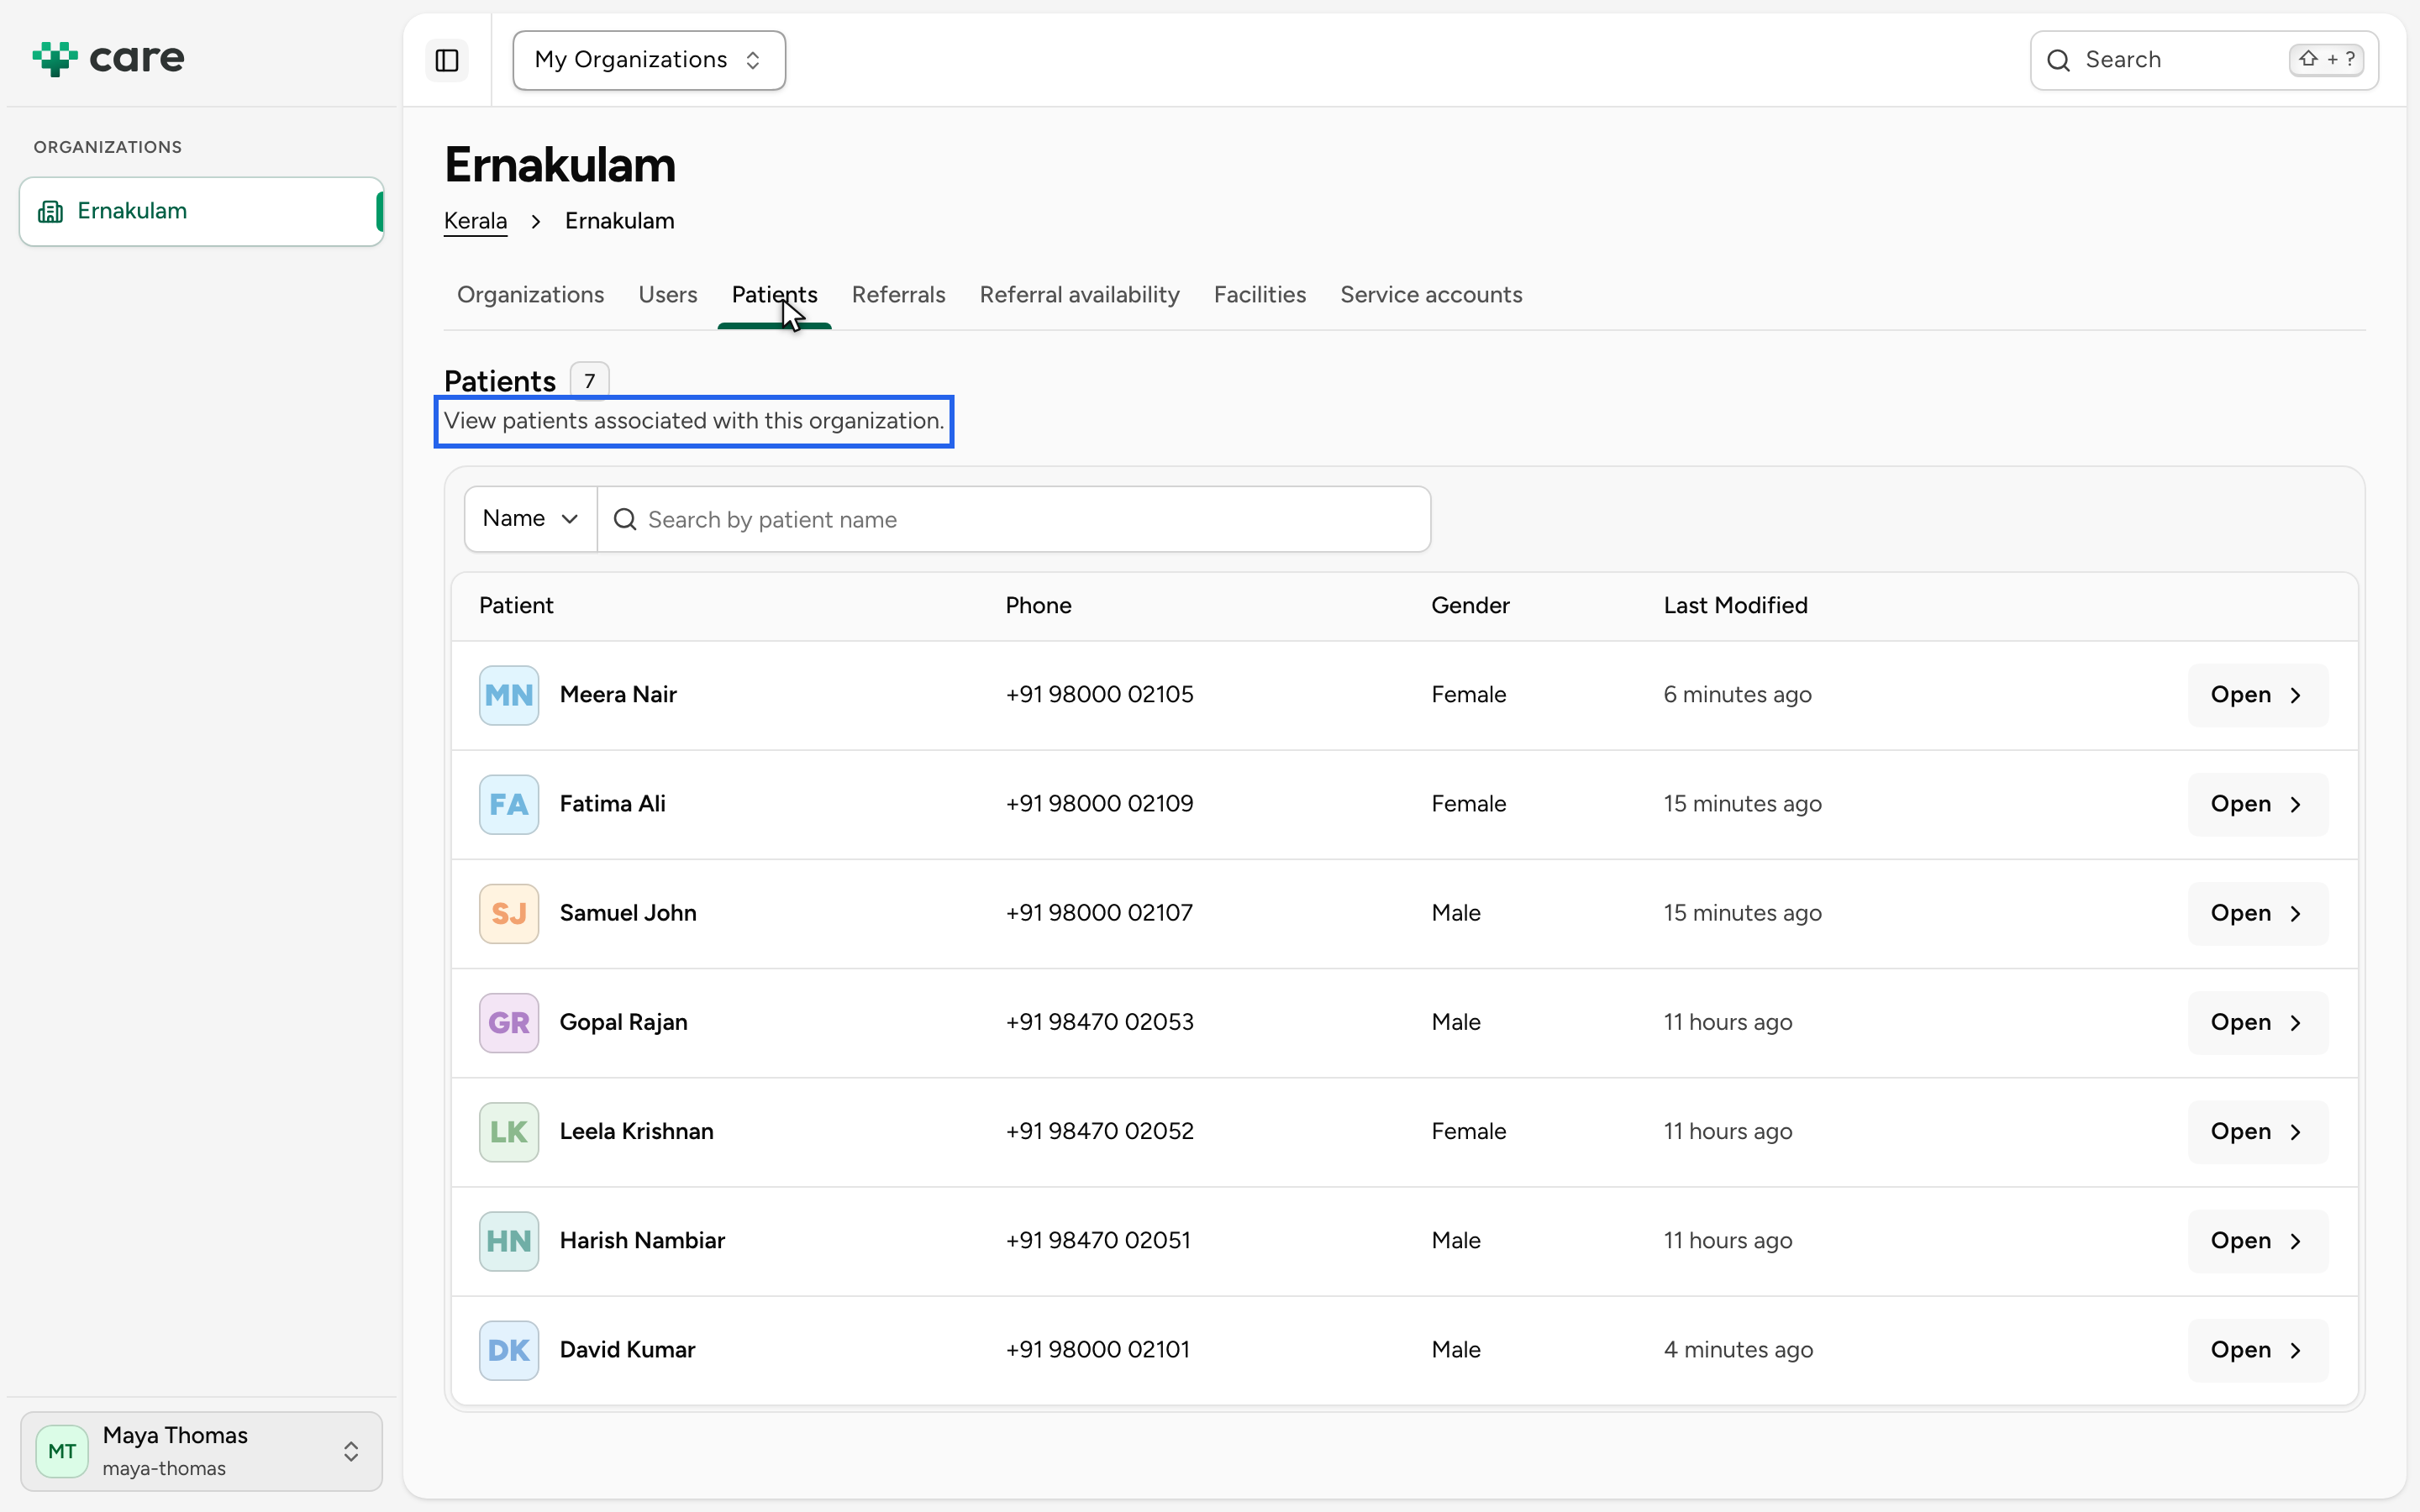 care
My Organizations
Search
+ ?
ORGANIZATIONS
Ernakulam
Ernakulam
Kerala > Ernakulam
Organizations Users Patients Referrals Referral availability Facilities Service accounts
Patients 7
View patients associated with this organization.
Name Search by patient name
Patient Phone Gender Last Modified
MN Meera Nair +91 98000 02105 Female 6 minutes ago Open
FA Fatima Ali +91 98000 02109 Female 15 minutes ago Open
SJ Samuel John +91 98000 02107 Male 15 minutes ago Open
GR Gopal Rajan +91 98470 02053 Male 11 hours ago Open
LK Leela Krishnan +91 98470 02052 Female 11 hours ago Open
HN Harish Nambiar +91 98470 02051 Male 11 hours ago Open
DK David Kumar +91 98000 02101 Male 4 minutes ago Open
MT Maya Thomas
maya-thomas